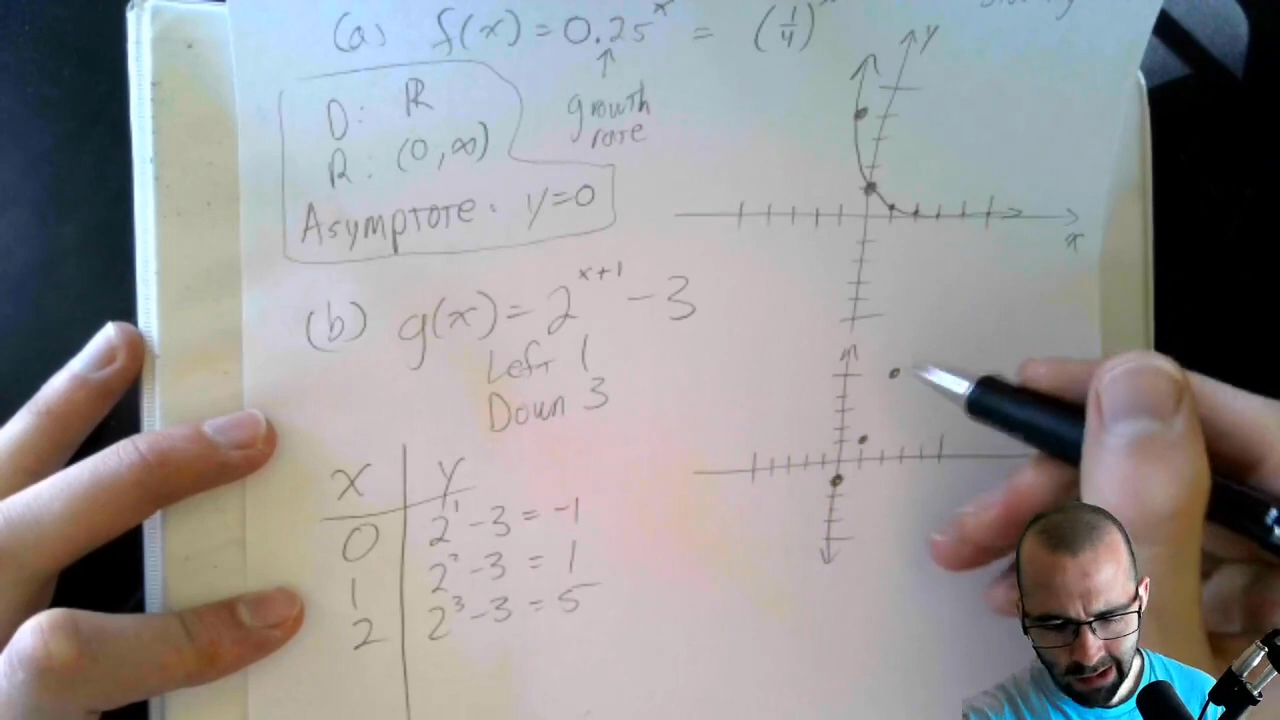 (a) f(x) = 0.25^x = (1/4)^x
↑
growth
rate
D: ℝ
R: (0,∞)
Asymptote: y=0
y
x
(b) g(x) = 2^{x+1} - 3
Left 1
Down 3
x | y
0 | 2^1 - 3 = -1
1 | 2^2 - 3 = 1
2 | 2^3 - 3 = 5